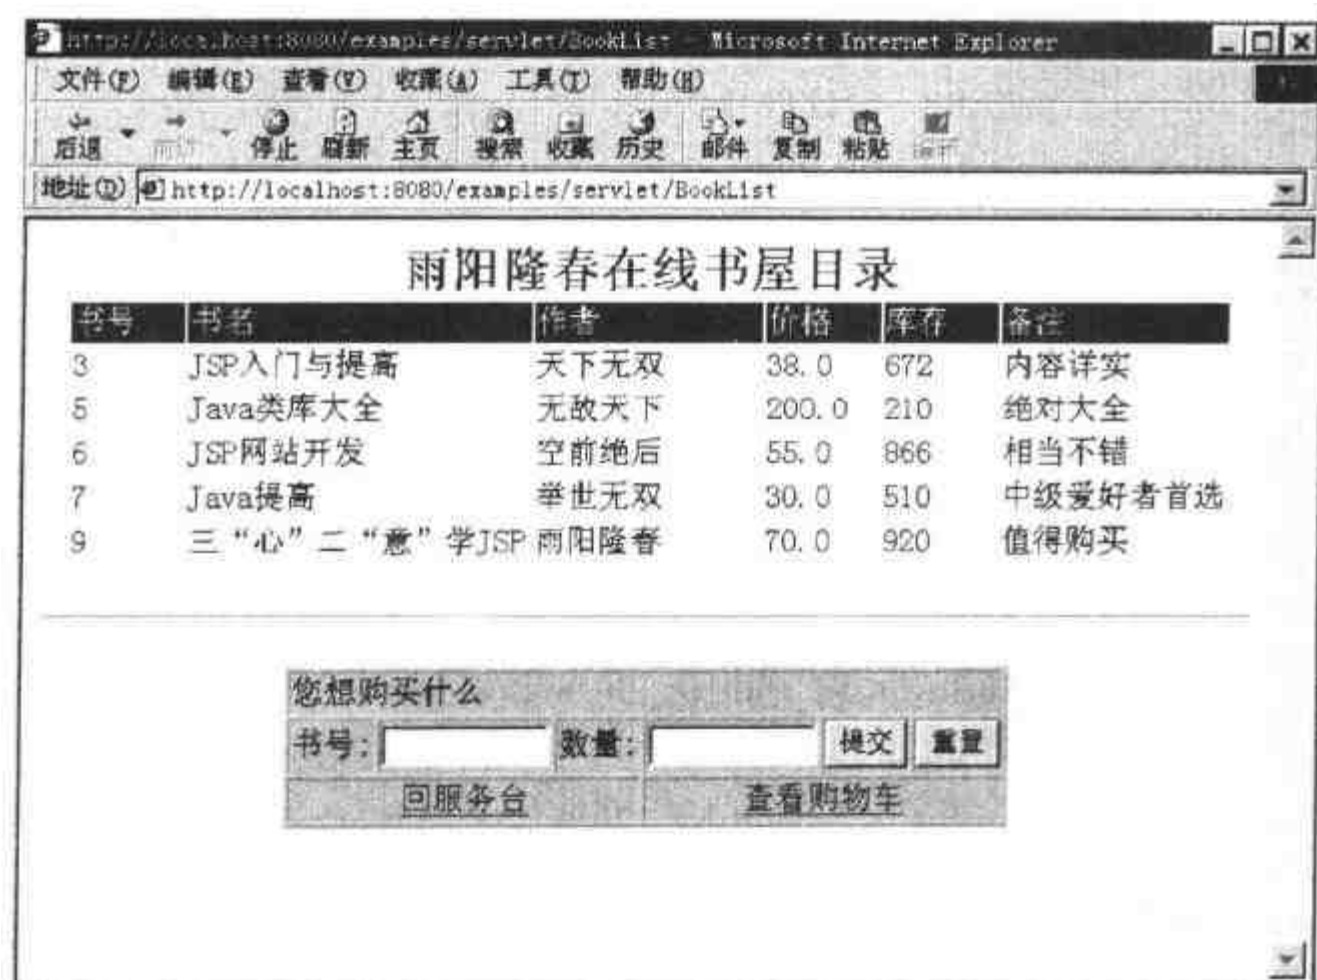 http://localhost:8080/examples/servlet/BookList - Microsoft Internet Explorer
文件(F) 编辑(E) 查看(V) 收藏(A) 工具(T) 帮助(H)
后退 停止 刷新 主页 搜索 收藏 历史 邮件 复制 粘贴
地址(D) http://localhost:8080/examples/servlet/BookList
雨阳隆春在线书屋目录
书号 书名 作者 价格 库存 备注
3 JSP入门与提高 天下无双 38.0 672 内容详实
5 Java类库大全 无敌天下 200.0 210 绝对大全
6 JSP网站开发 空前绝后 55.0 866 相当不错
7 Java提高 举世无双 30.0 510 中级爱好者首选
9 三“心”二“意”学JSP 雨阳隆春 70.0 920 值得购买
您想购买什么
书号: 数量: 提交 重置
回服务台 查看购物车